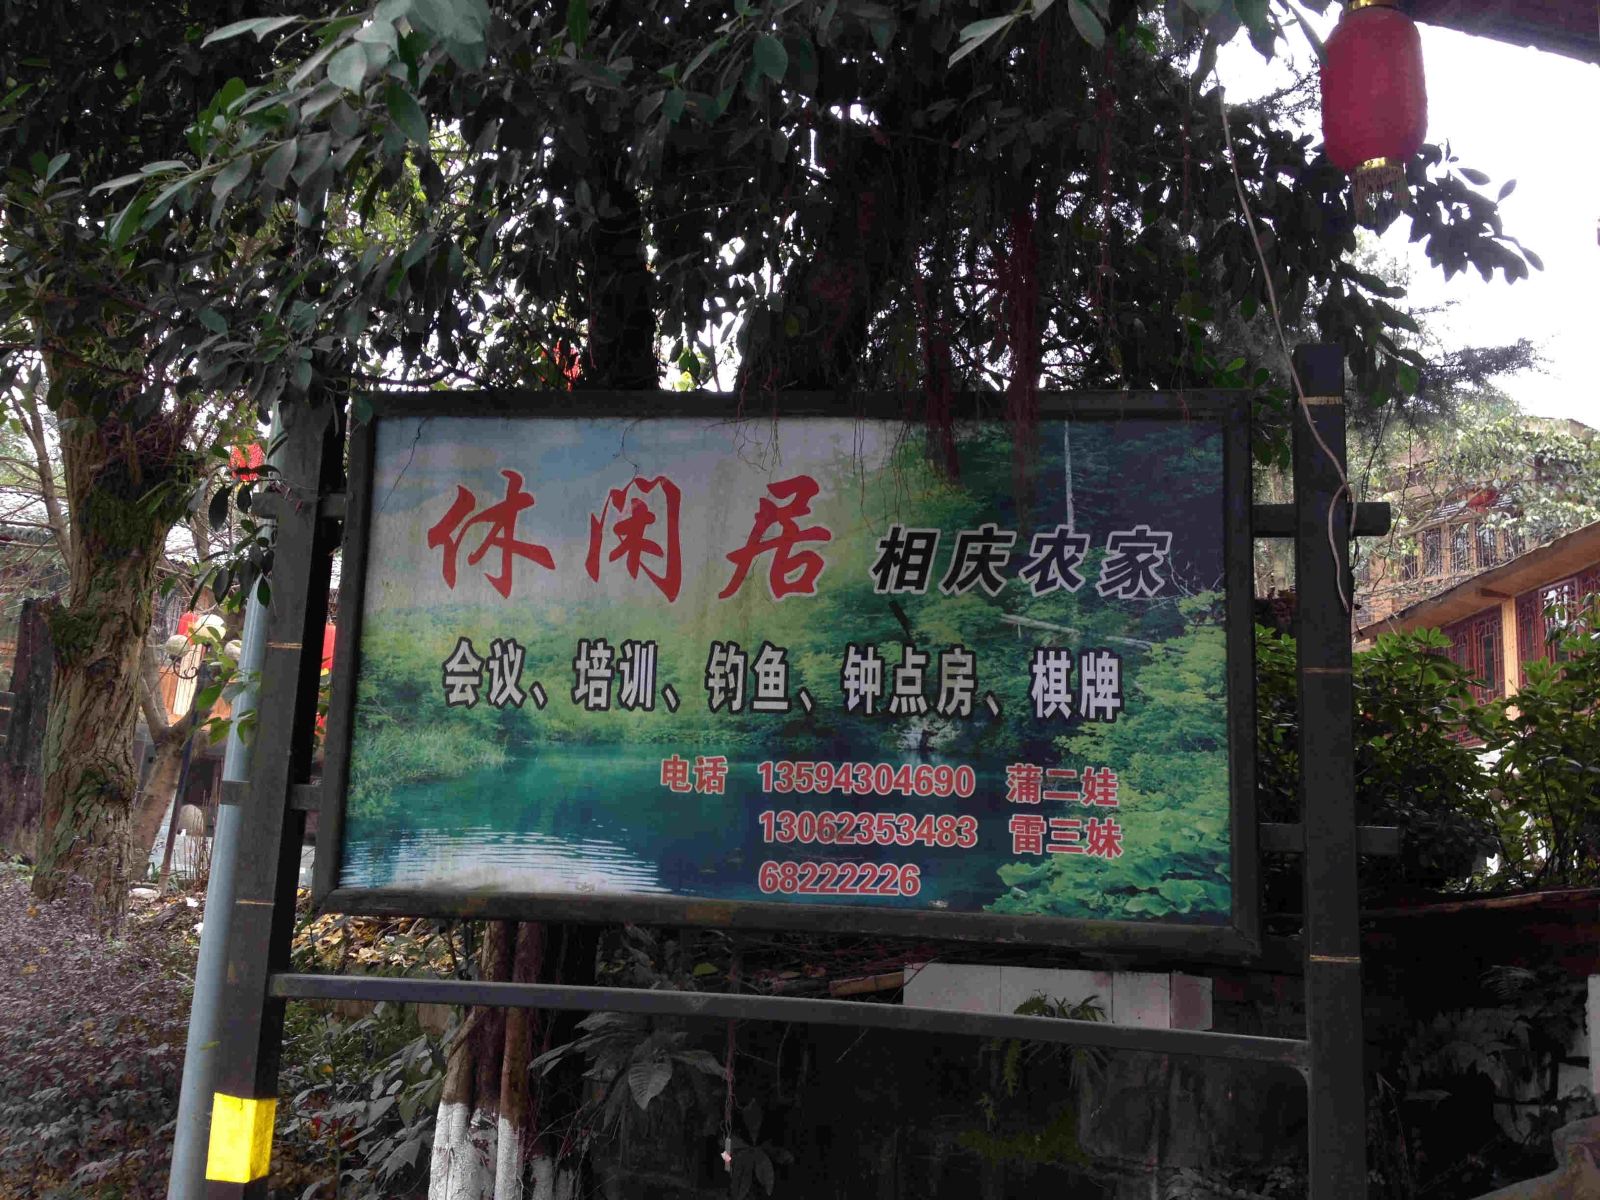 休闲居 相庆农家
会议、培训、钓鱼、钟点房、棋牌
电话 13594304690 蒲二娃
13062353483 雷三妹
68222226